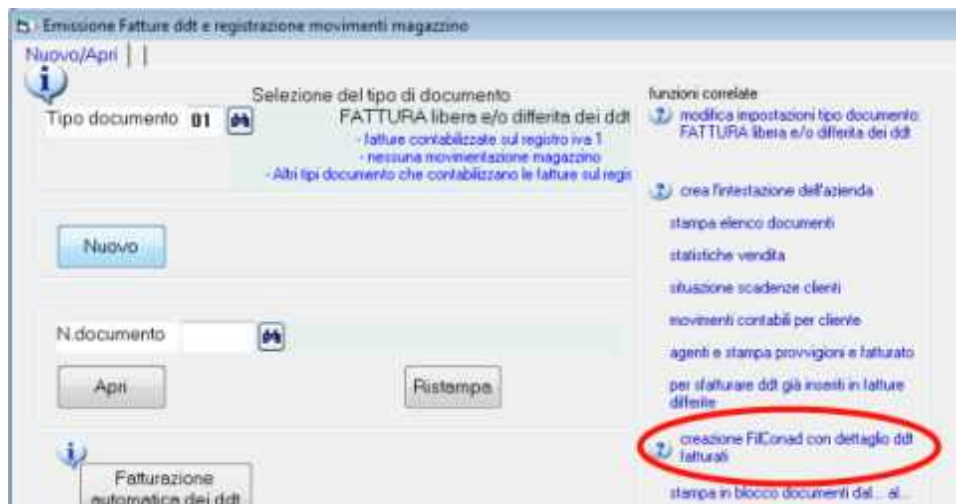 Emissione Fatture ddt e registrazione movimenti magazzino
Nuovo/Apri
Selezione del tipo di documento
Tipo documento 01
FATTURA libera e/o differita dei ddt
- fatture contabilizzate sul registro iva 1
- nessuna movimentazione magazzino
- Altri tipi documento che contabilizzano le fatture sul regis
Nuovo
N.documento
Apri
Ristampa
Fatturazione
automatica dei ddt
funzioni correlate
modifica impostazioni tipo documento:
FATTURA libera e/o differita dei ddt
crea l'intestazione dell'azienda
stampa elenco documenti
statistiche vendita
situazione scadenze clienti
movimenti contabili per cliente
agenti e stampa provvigioni e fatturato
per sfatturare ddt già inseriti in fatture
differite
creazione FilConad con dettaglio ddt
fatturati
stampa in blocco documenti dal... al...